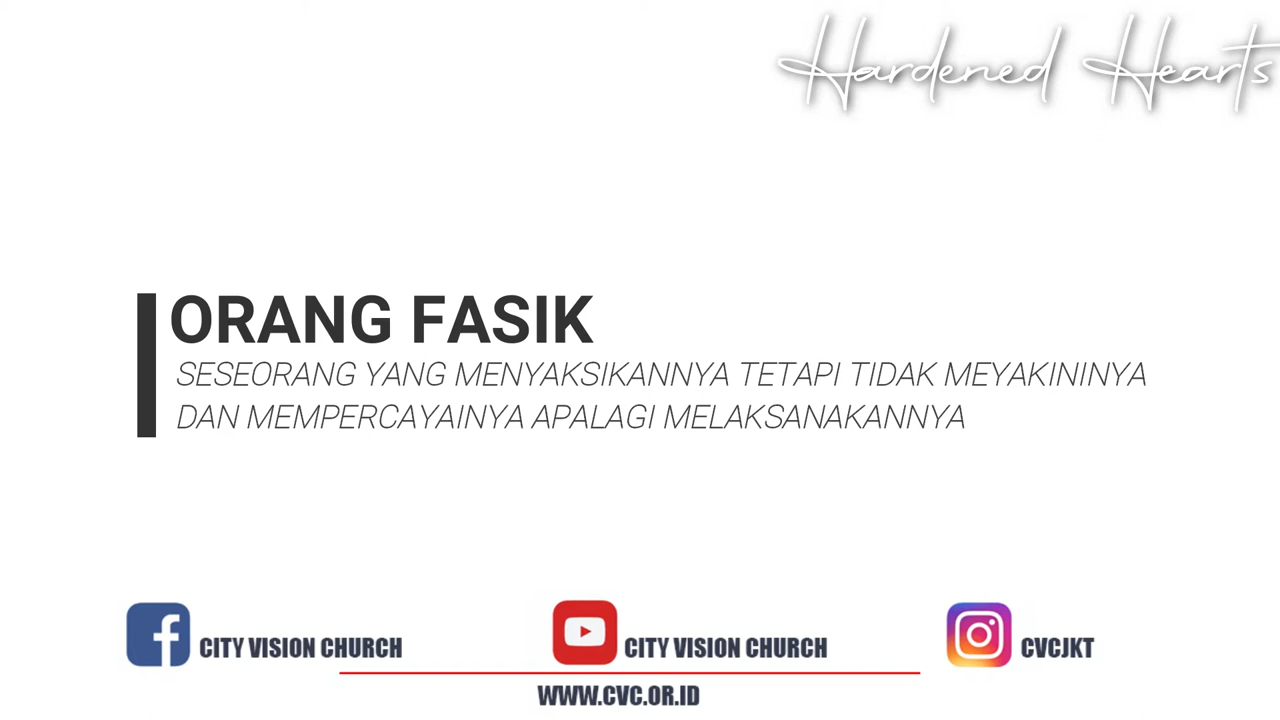 Hardened Hearts
ORANG FASIK
SESEORANG YANG MENYAKSIKANNYA TETAPI TIDAK MEYAKININYA
DAN MEMPERCAYAINYA APALAGI MELAKSANAKANNYA
CITY VISION CHURCH
CITY VISION CHURCH
CVCJKT
WWW.CVC.OR.ID